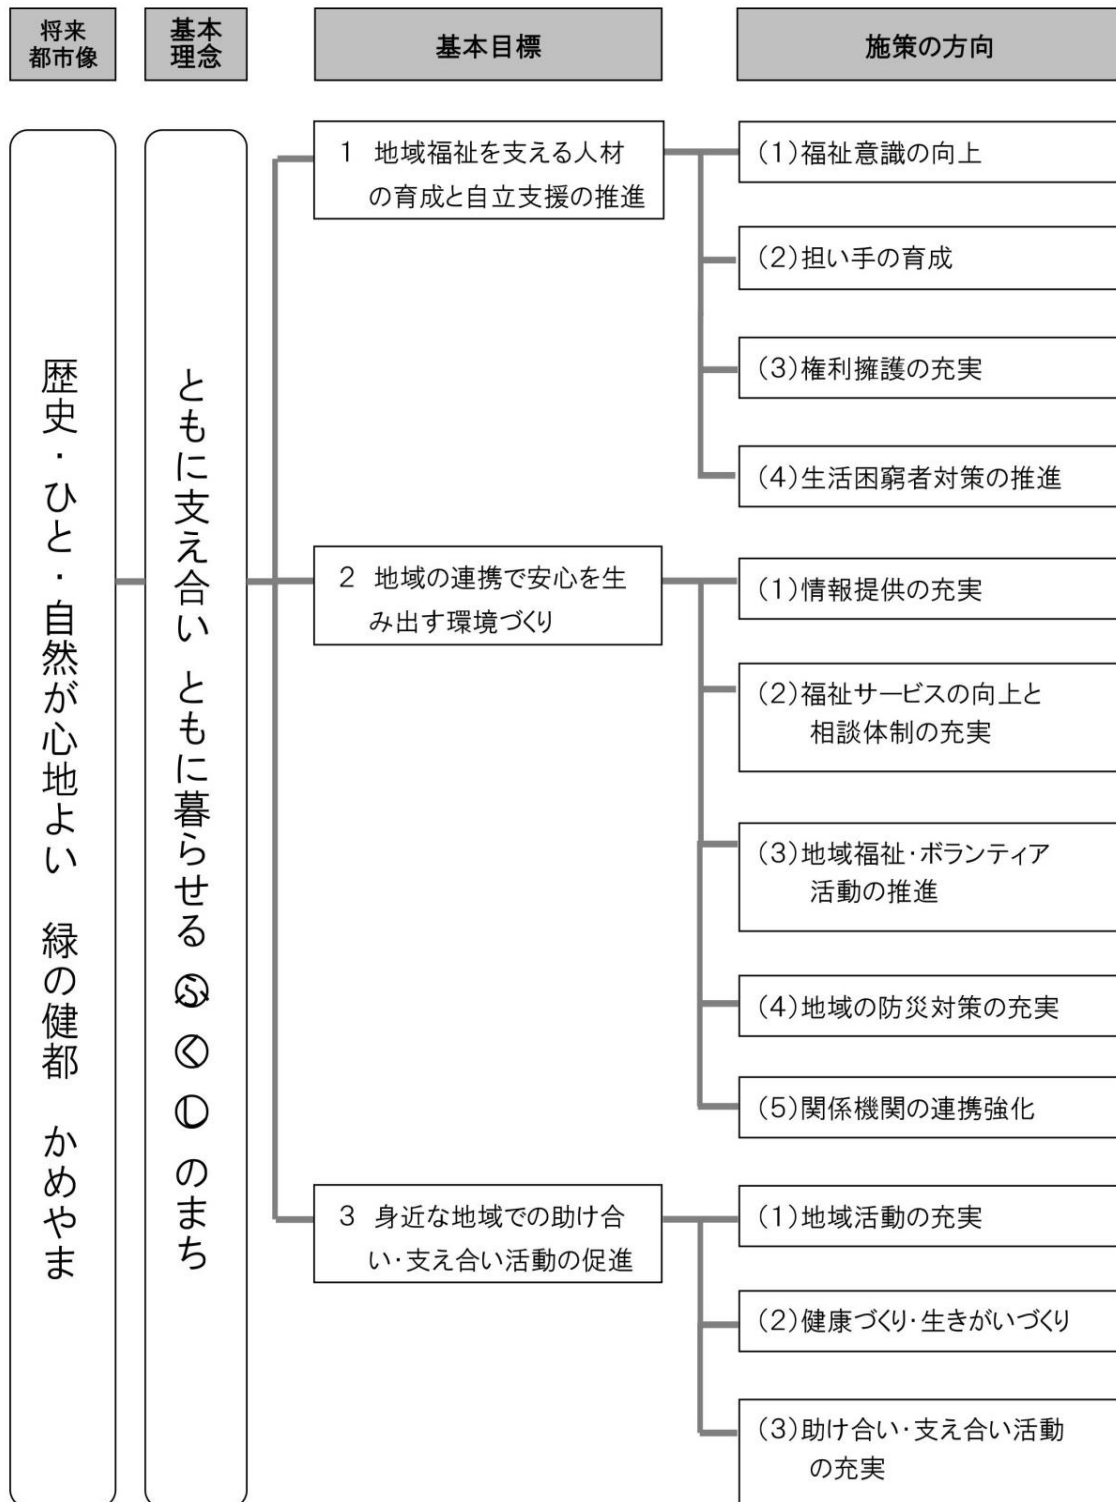 将来
都市像
基本
理念
基本目標
施策の方向
歴史・ひと・自然が心地よい　緑の健都　かめやま
ともに支え合い ともに暮らせる ふくしのまち
1 地域福祉を支える人材
の育成と自立支援の推進
(1)福祉意識の向上
(2)担い手の育成
(3)権利擁護の充実
(4)生活困窮者対策の推進
2 地域の連携で安心を生
み出す環境づくり
(1)情報提供の充実
(2)福祉サービスの向上と
相談体制の充実
(3)地域福祉・ボランティア
活動の推進
(4)地域の防災対策の充実
(5)関係機関の連携強化
3 身近な地域での助け合
い・支え合い活動の促進
(1)地域活動の充実
(2)健康づくり・生きがいづくり
(3)助け合い・支え合い活動
の充実